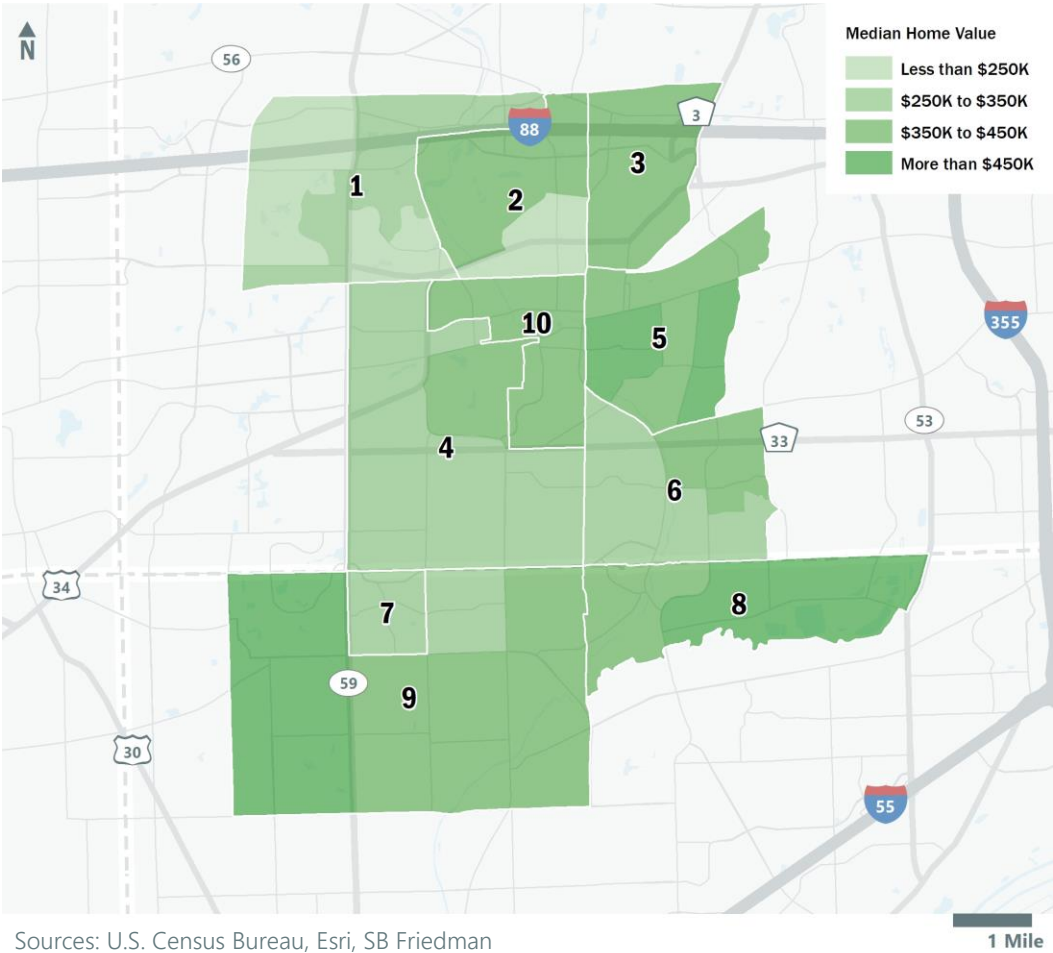 N
56
Median Home Value
Less than $250K
$250K to $350K
$350K to $450K
More than $450K
88
3
1
2
3
10
5
355
4
33
53
6
34
7
8
59
9
30
55
Sources: U.S. Census Bureau, Esri, SB Friedman
1 Mile